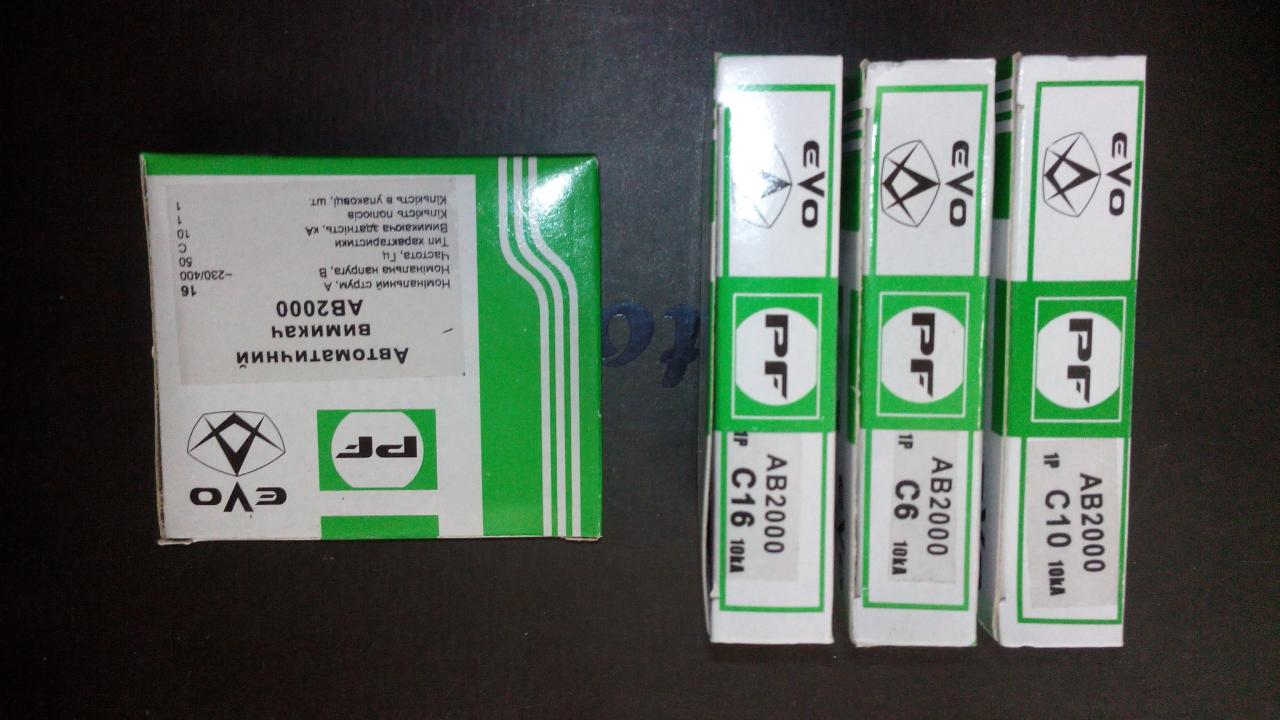 Автоматичний
вимикач
АВ2000
Номінальний струм, А 16
Номінальна напруга, В ~230/400
Частота, Гц 50
Тип характеристики С
Вимикаюча здатність, кА 10
Кількість полюсів 1
Кількість в упаковці, шт. 1
PF
EVO
EVO
PF
AB2000
1P C16 10kA
EVO
PF
AB2000
1P C6 10kA
EVO
PF
AB2000
1P C10 10kA